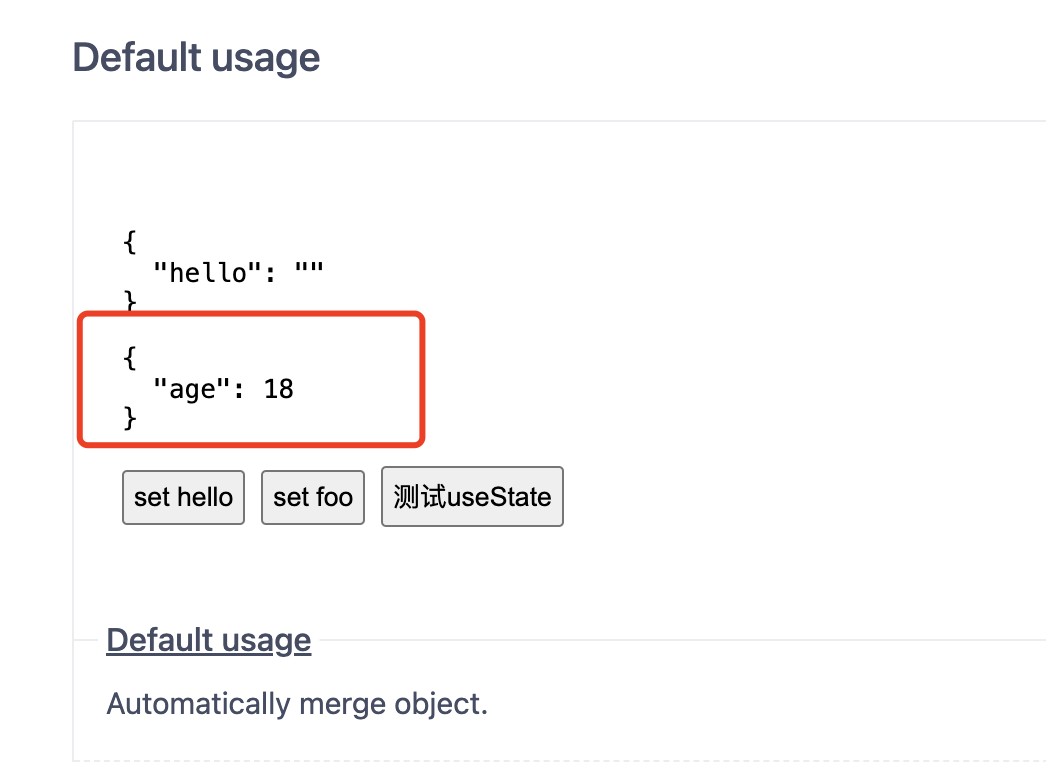 Default usage
{
  "hello": ""
}
{
  "age": 18
}
set hello set foo 测试useState
Default usage
Automatically merge object.